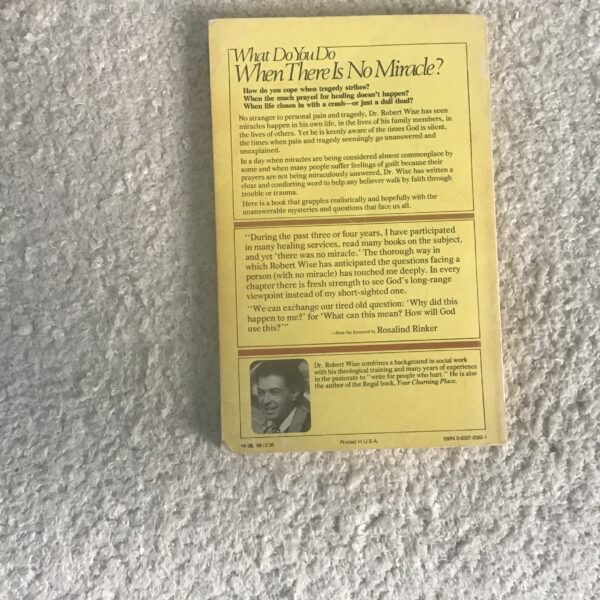 What Do You Do
When There Is No Miracle?
How do you cope when tragedy strikes?
When the much prayed for healing doesn't happen?
When life closes in with a crash—or just a dull thud?
No stranger to personal pain and tragedy, Dr. Robert Wise has seen
miracles happen in his own life, in the lives of his family members, in
the lives of others. Yet he is keenly aware of the times God is silent,
the times when pain and tragedy seemingly go unanswered and
unexplained.
In a day when miracles are being considered almost commonplace by
some and when many people suffer feelings of guilt because their
prayers are not being miraculously answered, Dr. Wise has written a
clear and comforting word to help any believer walk by faith through
trouble or trauma.
Here is a book that grapples realistically and hopefully with the
unanswerable mysteries and questions that face us all.
"During the past three or four years, I have participated
in many healing services, read many books on the subject,
and yet 'there was no miracle.' The thorough way in
which Robert Wise has anticipated the questions facing a
person (with no miracle) has touched me deeply. In every
chapter there is fresh strength to see God's long-range
viewpoint instead of my short-sighted one.
"We can exchange our tired old question: 'Why did this
happen to me?' for 'What can this mean? How will God
use this?'"
—from the foreword by Rosalind Rinker
Dr. Robert Wise combines a background in social work
with his theological training and many years of experience
in the pastorate to "write for people who hurt." He is also
the author of the Regal book, Your Churning Place.
Printed in U.S.A.
ISBN 0-8307-0582-1